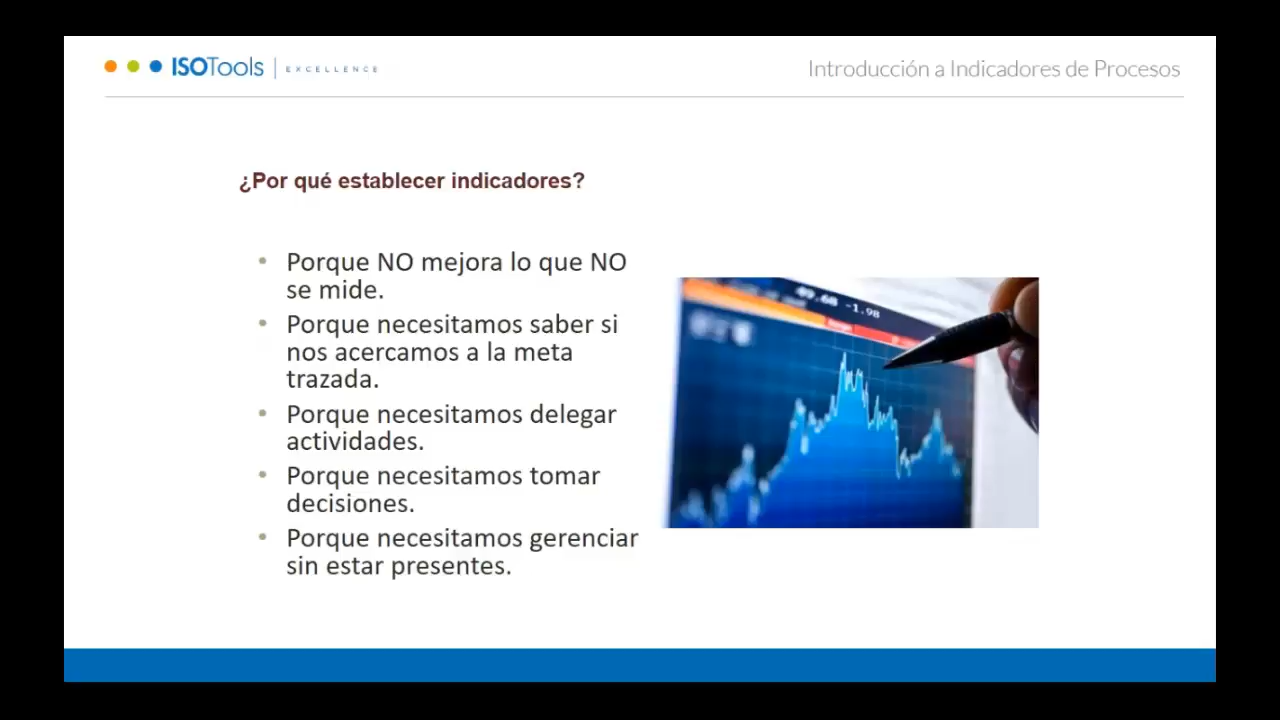 ISOTools | EXCELLENCE
Introducción a Indicadores de Procesos
¿Por qué establecer indicadores?
• Porque NO mejora lo que NO
se mide.
• Porque necesitamos saber si
nos acercamos a la meta
trazada.
• Porque necesitamos delegar
actividades.
• Porque necesitamos tomar
decisiones.
• Porque necesitamos gerenciar
sin estar presentes.
-1.98